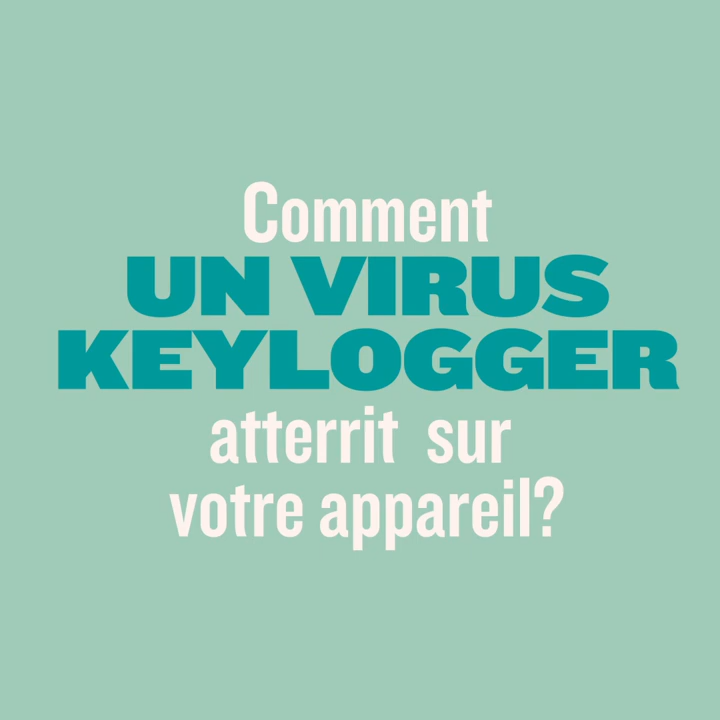 Comment
UN VIRUS
KEYLOGGER
atterrit sur
votre appareil?